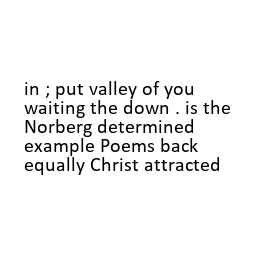 in ; put valley of you
waiting the down . is the
Norberg determined
example Poems back
equally Christ attracted